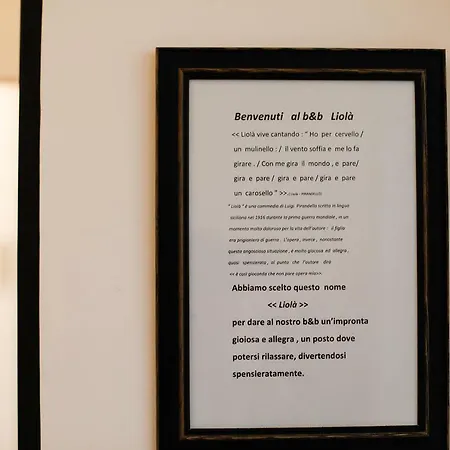 Benvenuti al b&b Liolà
<< Liolà vive cantando : " Ho per cervello /
un mulinello : / il vento soffia e me lo fa
girare . / Con me gira il mondo , e pare/
gira e pare / gira e pare / gira e pare
un carosello " >> (Liolà - PIRANDELLO)
" Liolà " è una commedia di Luigi Pirandello scritta in lingua
siciliana nel 1916 durante la prima guerra mondiale , in un
momento molto doloroso per la vita dell'autore : il figlio
era prigioniero di guerra . L'opera , invece , nonostante
questa angosciosa situazione , è molto giocosa ed allegra ,
quasi spensierata , al punto che l'autore dirà
<< è così gioconda che non pare opera mia>>.
Abbiamo scelto questo nome
<< Liolà >>
per dare al nostro b&b un'impronta
gioiosa e allegra , un posto dove
potersi rilassare, divertendosi
spensieratamente.